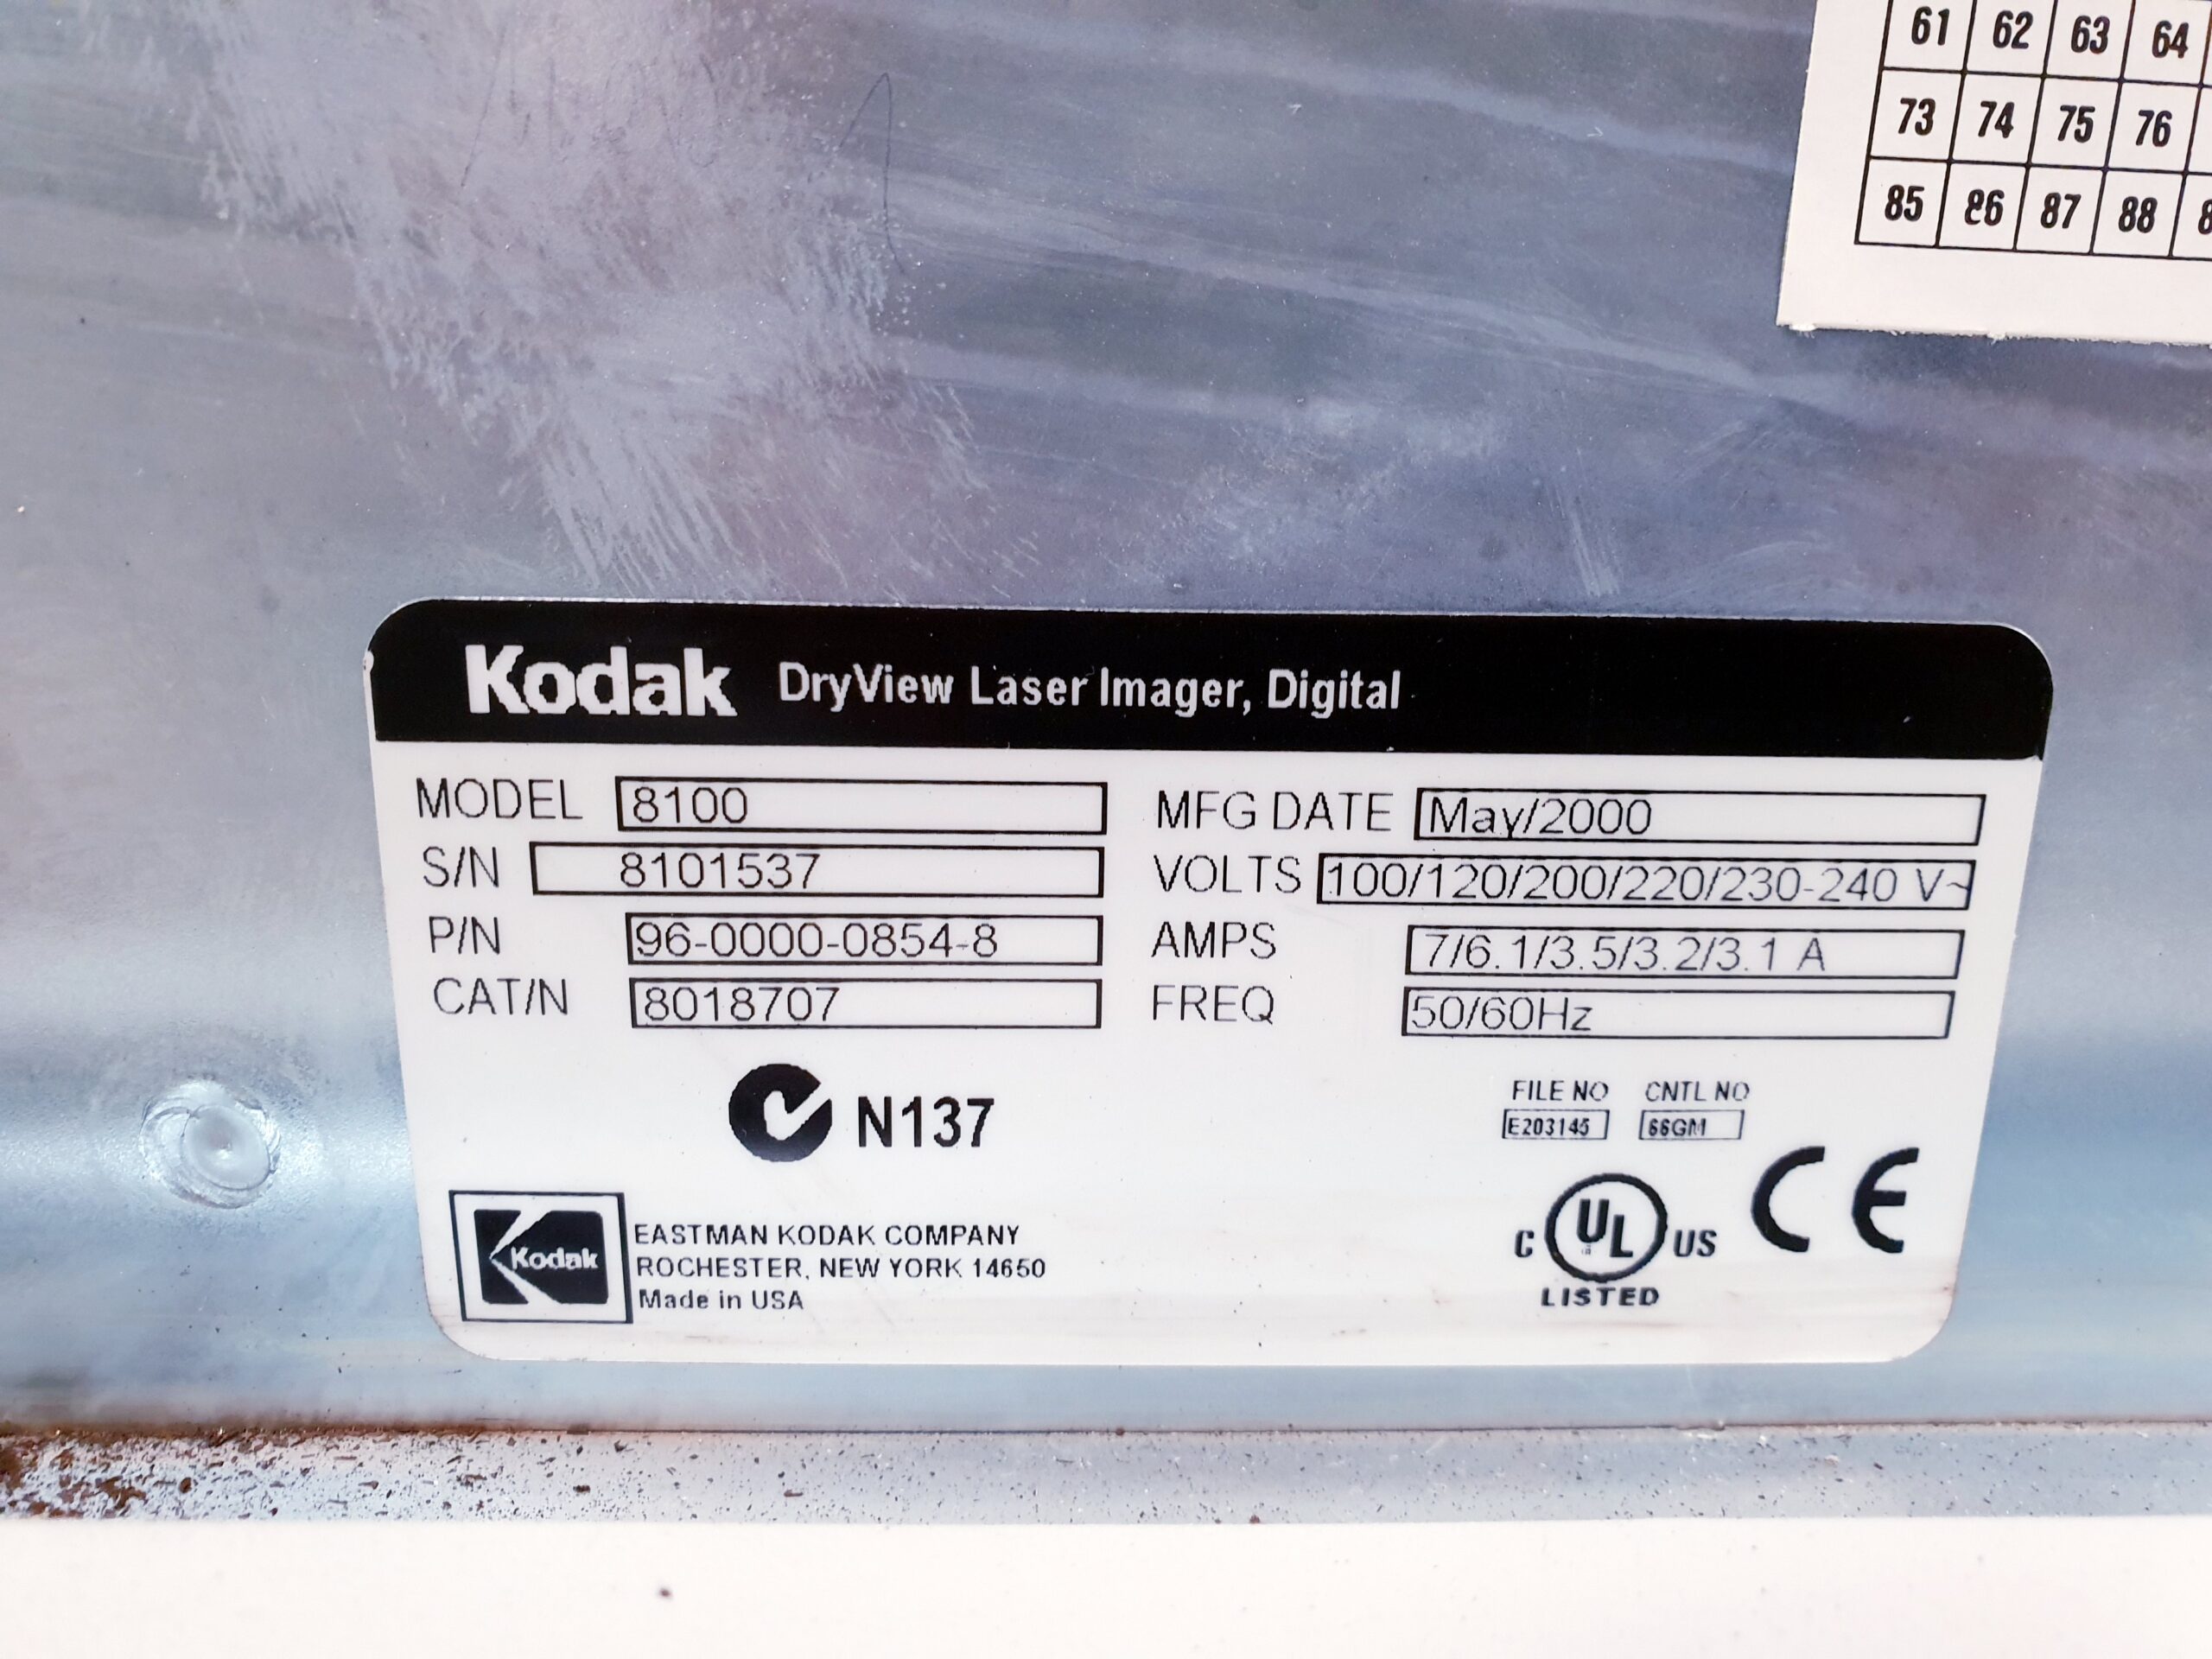 61 62 63 64
73 74 75 76
85 86 87 88
Kodak DryView Laser Imager, Digital
MODEL 8100 MFG DATE May/2000
S/N 8101537 VOLTS 100/120/200/220/230-240 V~
P/N 96-0000-0854-8 AMPS 7/6.1/3.5/3.2/3.1 A
CAT/N 8018707 FREQ 50/60Hz
FILE NO CNTL NO
E203145 66GM
N137
Kodak
EASTMAN KODAK COMPANY
ROCHESTER, NEW YORK 14650
Made in USA
C UL US CE
LISTED